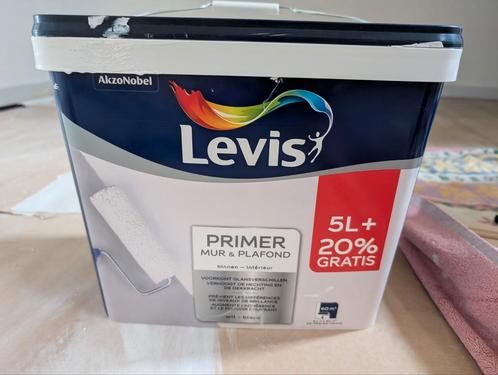 AkzoNobel
Levis
5L +
20%
GRATIS
PRIMER
MUR & PLAFOND
binnen - intérieur
VOORKOMT GLANSVERSCHILLEN
VERHOOGT DE HECHTING EN
DE DEKKRACHT
PRÉVIENT LES DIFFÉRENCES
DE NIVEAUX DE BRILLANCE
AUGMENTE L'ADHÉRENCE
ET LE POUVOIR COUVRANT
wit - blanc
60 m²